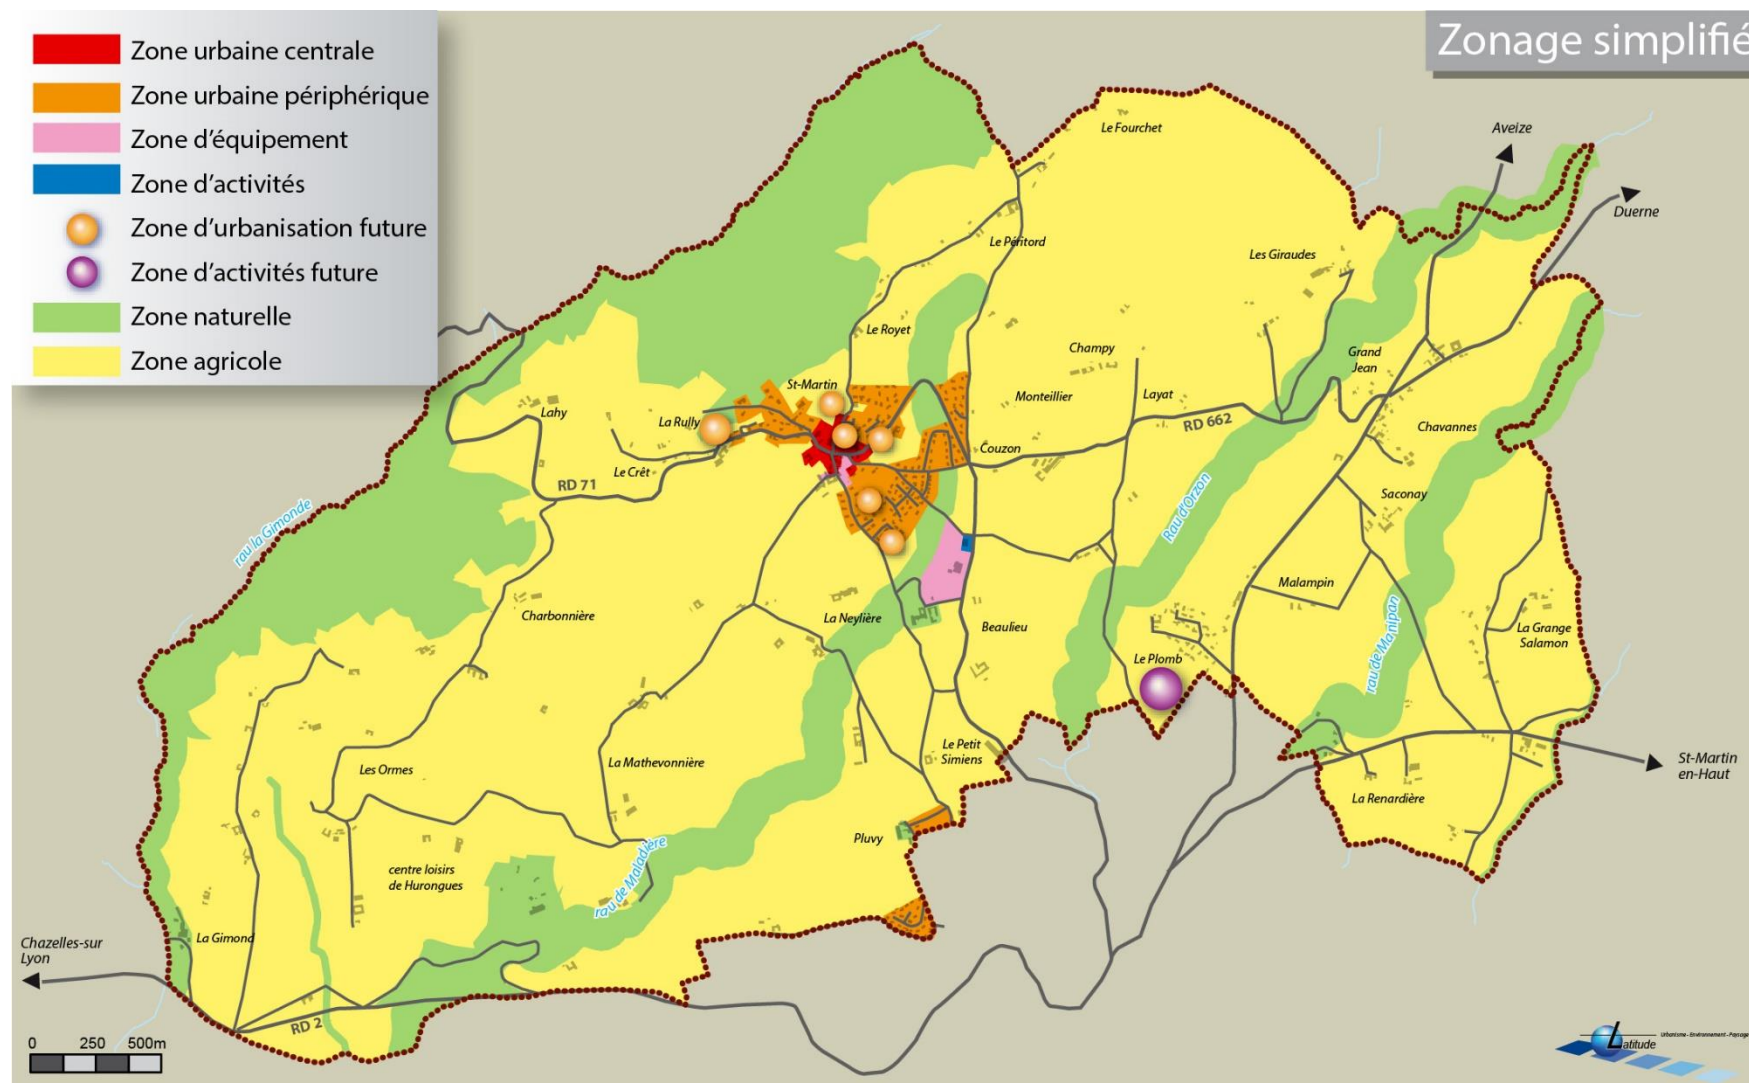 Zonage simplifié
Zone urbaine centrale
Zone urbaine périphérique
Zone d'équipement
Zone d'activités
Zone d'urbanisation future
Zone d'activités future
Zone naturelle
Zone agricole
Le Fourchet
Aveize
Duerne
Le Péritord
Les Giraudes
Le Royet
Champy
Grand
Jean
St-Martin
Monteillier
Layat
Lahy
La Rully
RD 662
Chavannes
Couzon
Le Crêt
RD 71
Saconay
rau la Gimonde
Rau d'Orzon
Malampin
Charbonnière
La Neylière
Beaulieu
La Grange
Salamon
rau de Manipan
Le Plomb
Le Petit
Simiens
La Mathevonnière
Les Ormes
St-Martin
en-Haut
La Renardière
Pluvy
centre loisirs
de Hurongues
rau de Maladière
La Gimond
Chazelles-sur
Lyon
RD 2
0 250 500m
Latitude
Urbanisme - Environnement - Paysage